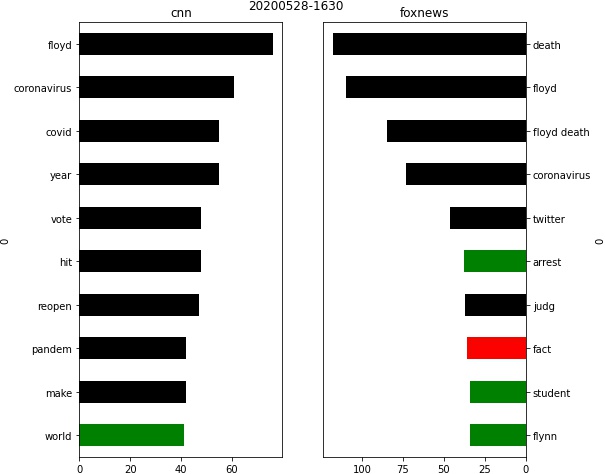 20200528-1630
cnn
foxnews
floyd
coronavirus
covid
year
vote
hit
reopen
pandem
make
world
0
0 20 40 60
death
floyd
floyd death
coronavirus
twitter
arrest
judg
fact
student
flynn
0
100 75 50 25 0